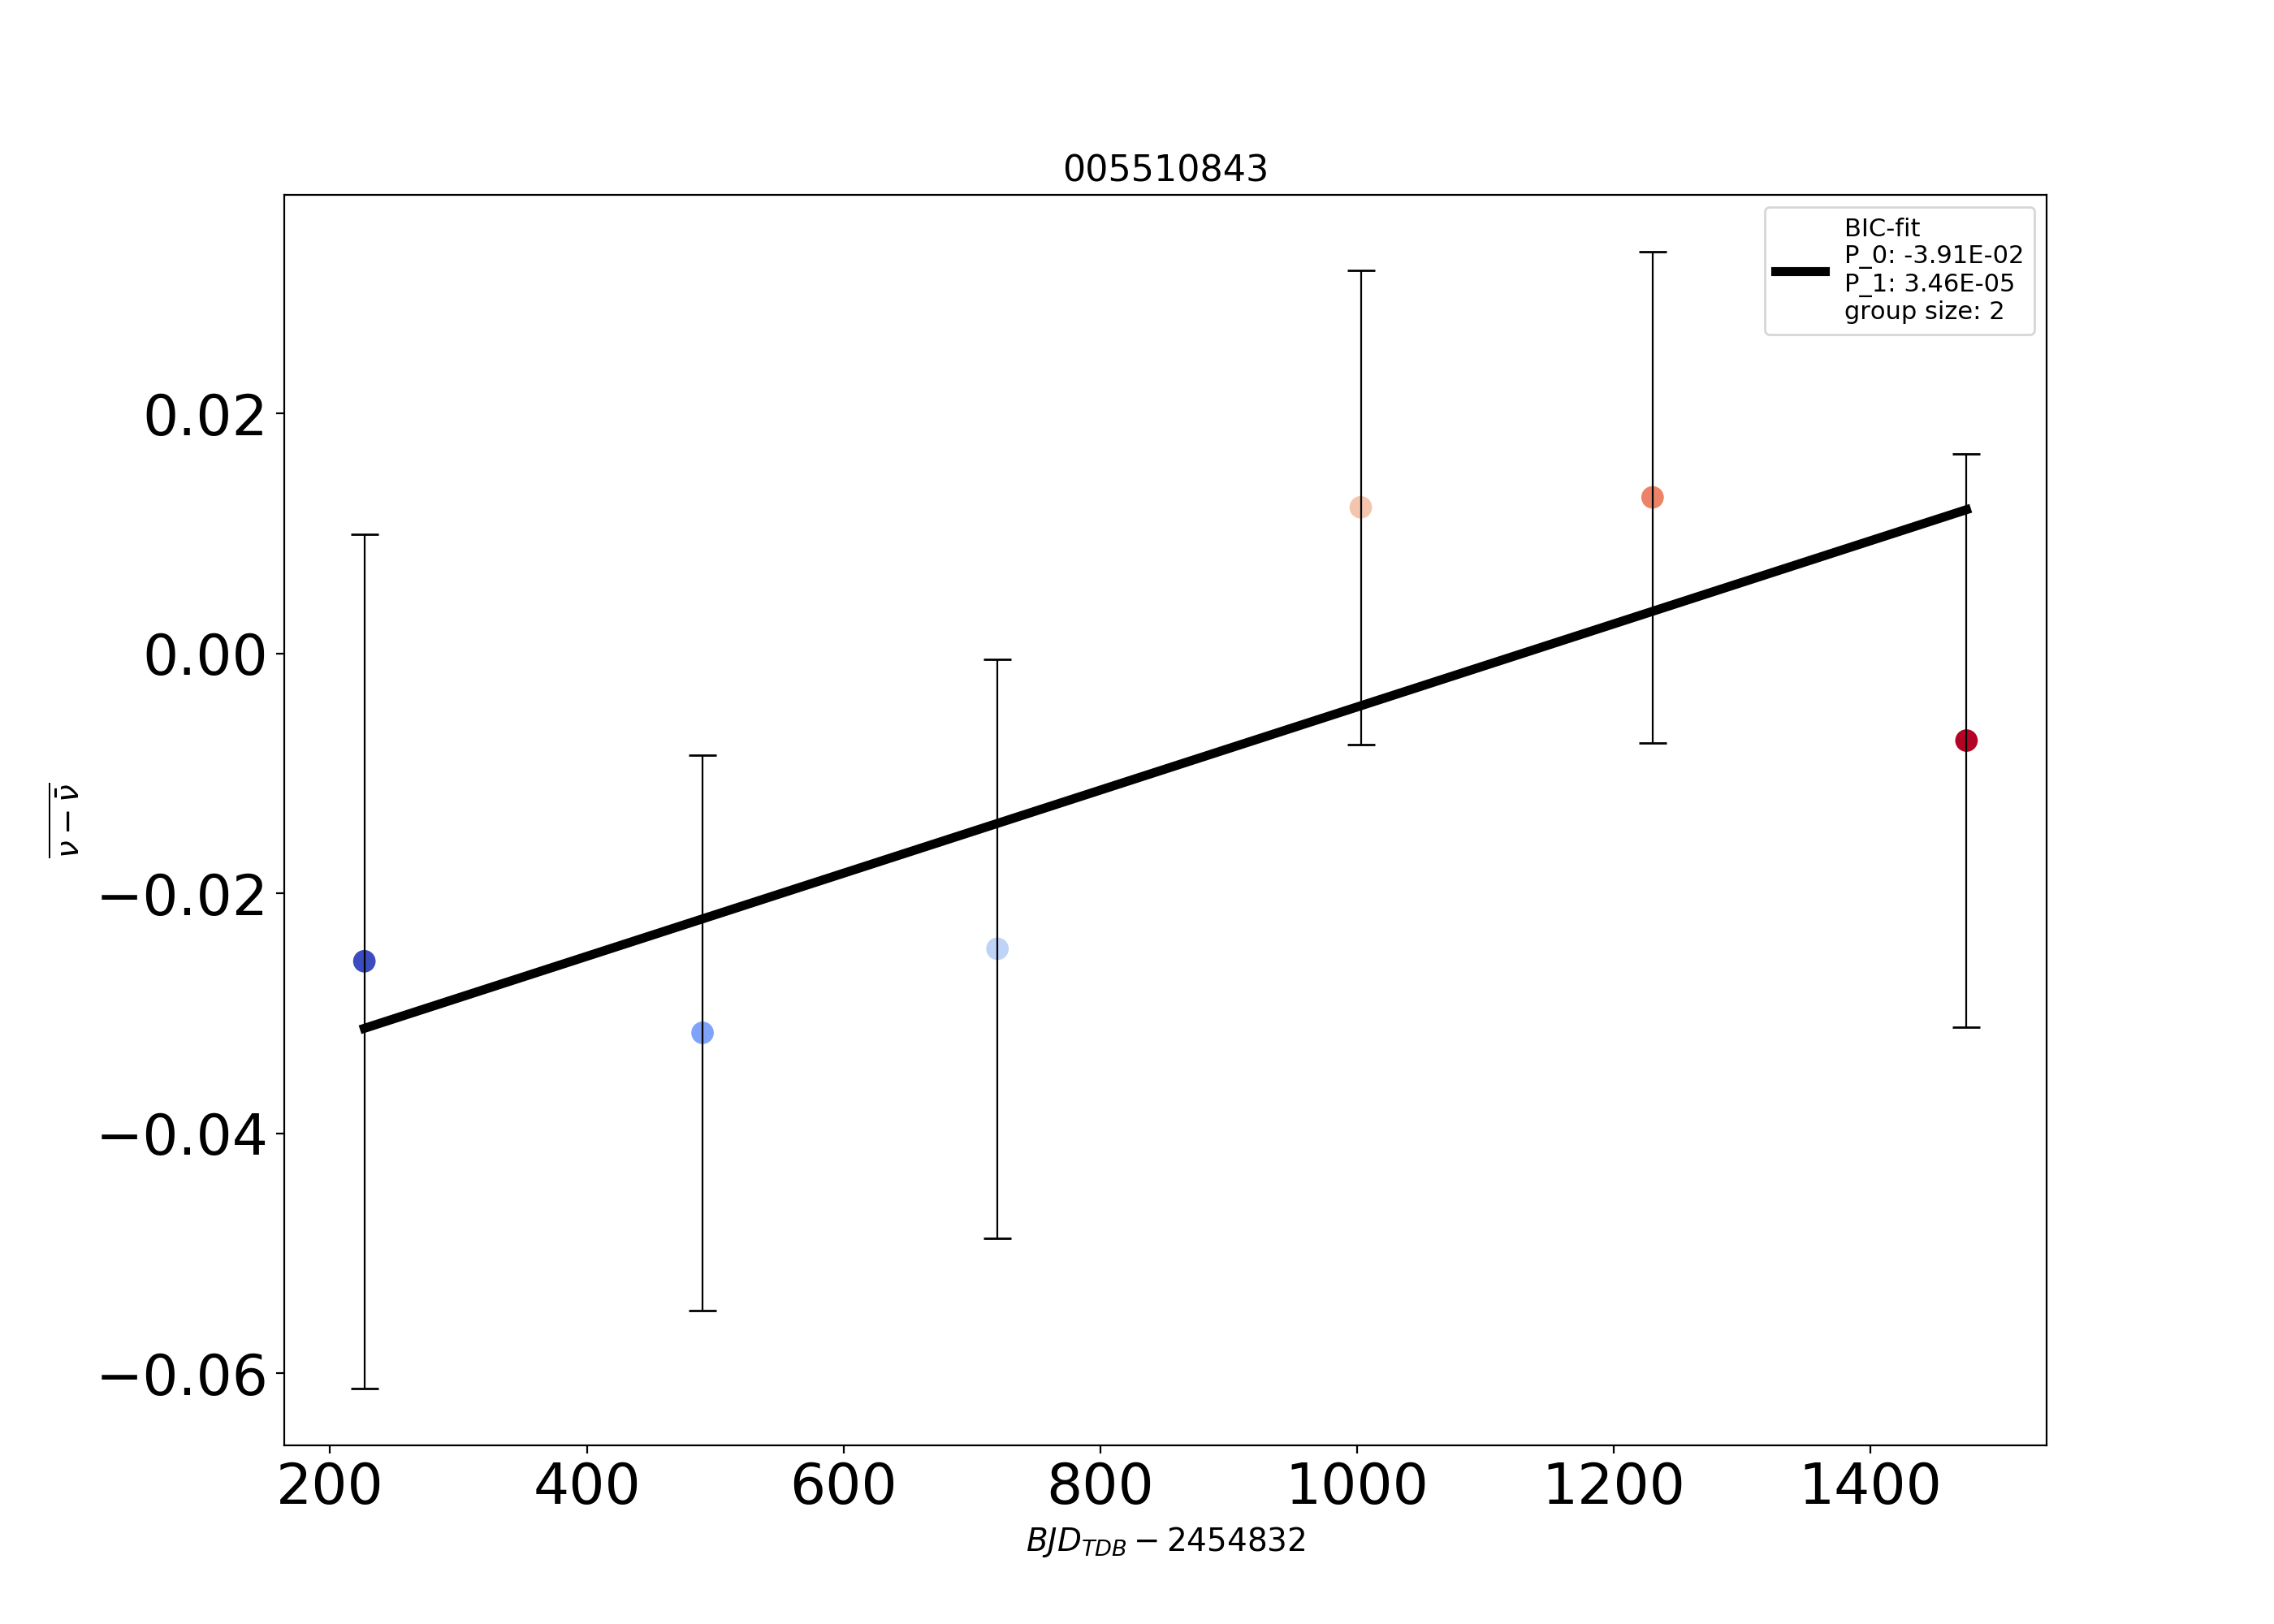 005510843
BIC-fit
P_0: -3.91E-02
P_1: 3.46E-05
group size: 2
0.02
0.00
−0.02
−0.04
−0.06
ν − ν̄
200 400 600 800 1000 1200 1400
BJD_TDB − 2454832